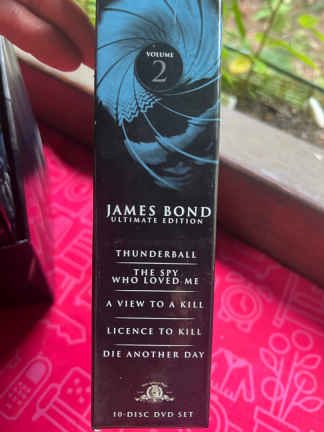 VOLUME
2
JAMES BOND
ULTIMATE EDITION
THUNDERBALL
THE SPY
WHO LOVED ME
A VIEW TO A KILL
LICENCE TO KILL
DIE ANOTHER DAY
10-DISC DVD SET